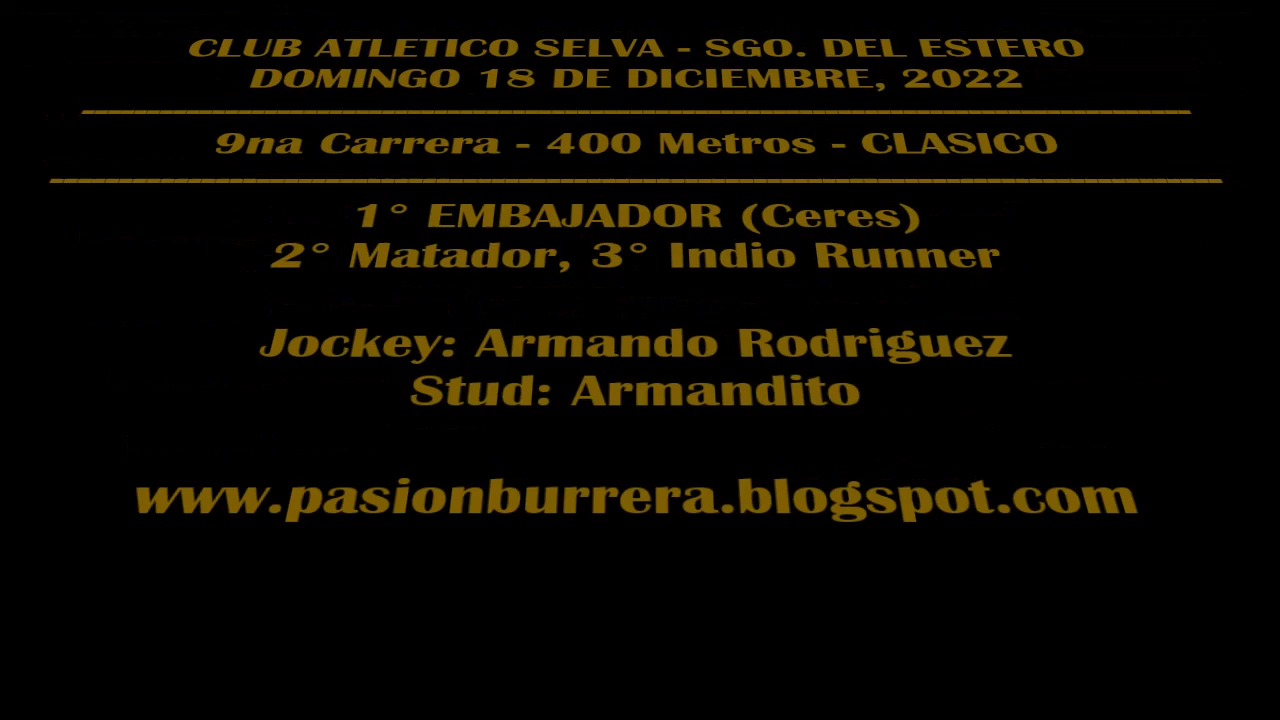 CLUB ATLETICO SELVA - SGO. DEL ESTERO
DOMINGO 18 DE DICIEMBRE, 2022
9na Carrera - 400 Metros - CLASICO
1° EMBAJADOR (Ceres)
2° Matador, 3° Indio Runner
Jockey: Armando Rodriguez
Stud: Armandito
www.pasionburrera.blogspot.com